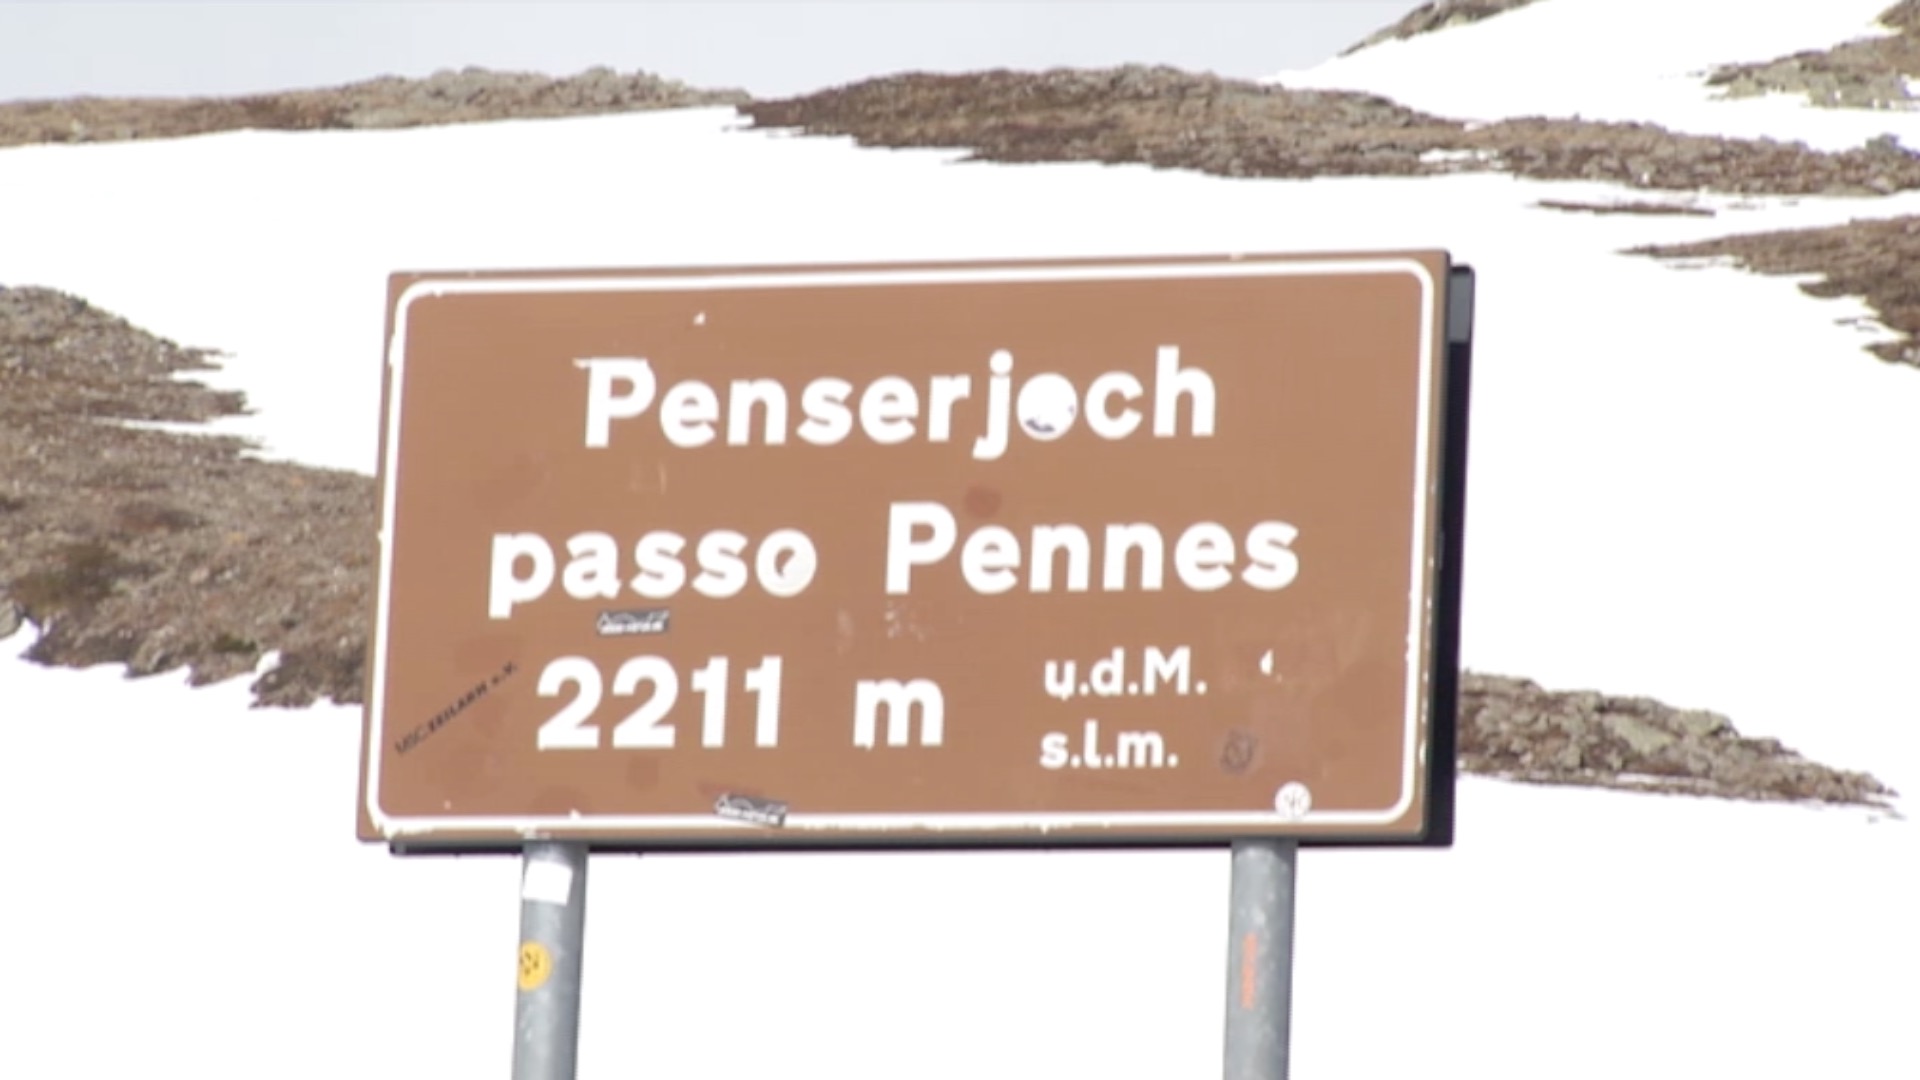 Penserjoch
passo Pennes
2211 m u.d.M.
s.l.m.